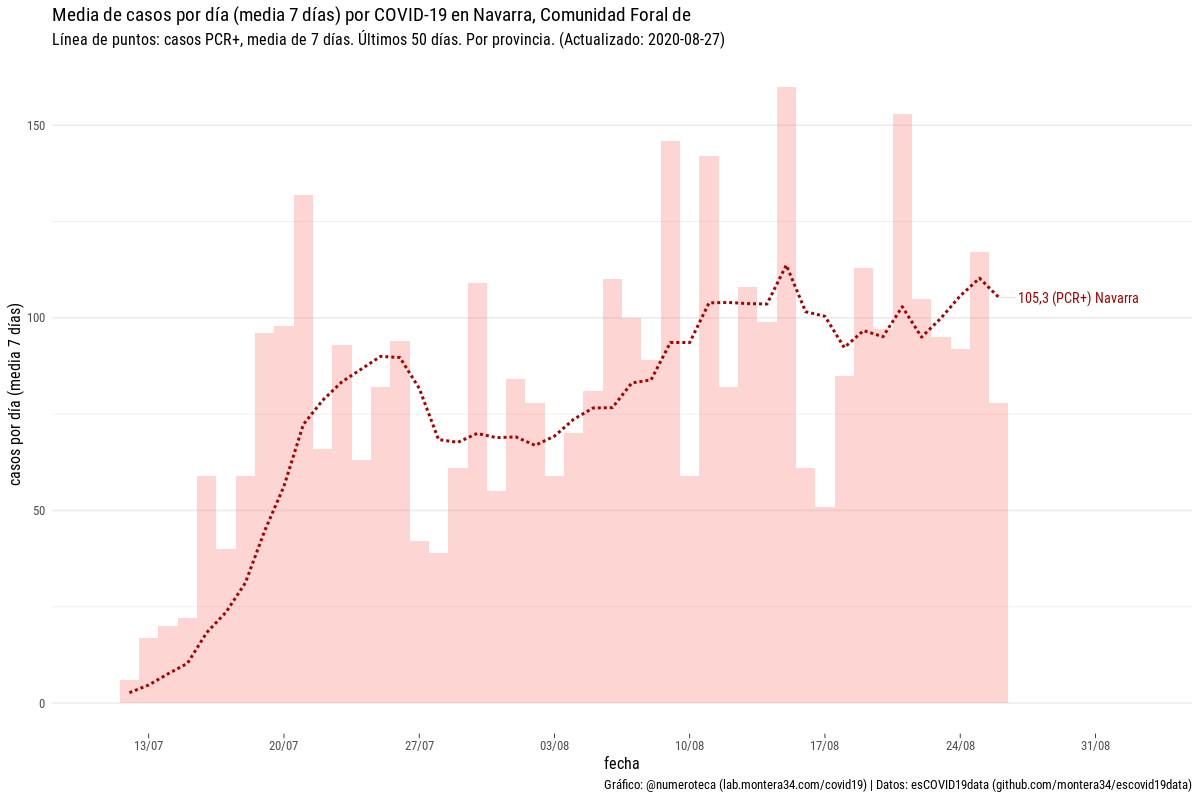 Media de casos por día (media 7 días) por COVID-19 en Navarra, Comunidad Foral de
Línea de puntos: casos PCR+, media de 7 días. Últimos 50 días. Por provincia. (Actualizado: 2020-08-27)
casos por día (media 7 días)
150
100
50
0
105,3 (PCR+) Navarra
13/07 20/07 27/07 03/08 10/08 17/08 24/08 31/08
fecha
Gráfico: @numeroteca (lab.montera34.com/covid19) | Datos: esCOVID19data (github.com/montera34/escovid19data)